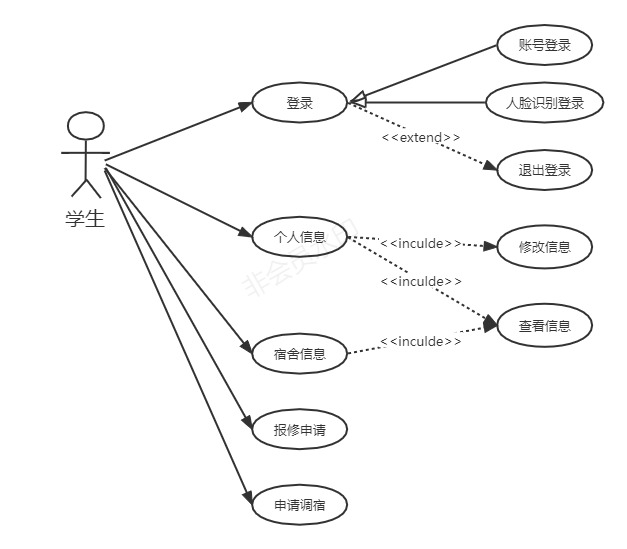 账号登录
登录
人脸识别登录
<<extend>>
退出登录
学生
个人信息
<<inculde>>
修改信息
<<inculde>>
查看信息
<<inculde>>
宿舍信息
报修申请
申请调宿